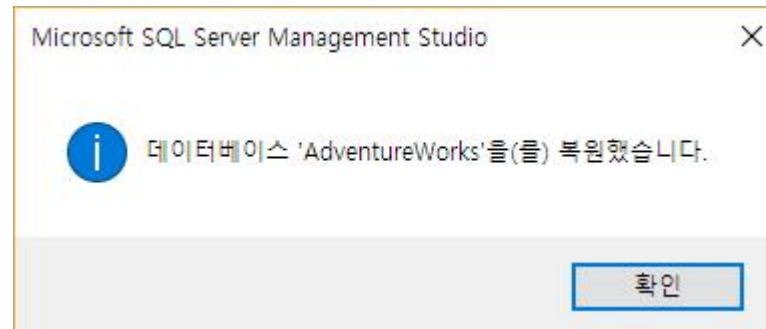 Microsoft SQL Server Management Studio
데이터베이스 'AdventureWorks'을(를) 복원했습니다.
확인